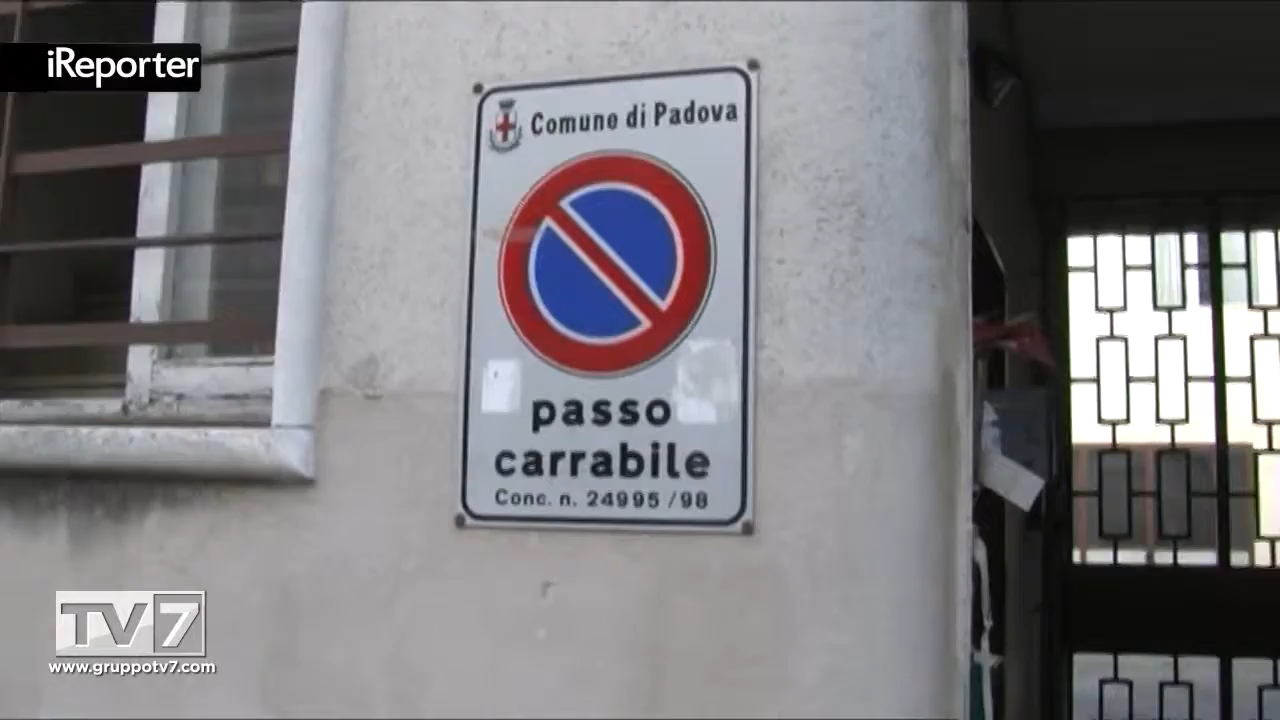 iReporter
Comune di Padova
passo
carrabile
Conc. n. 24995/98
TV7
www.gruppotv7.com